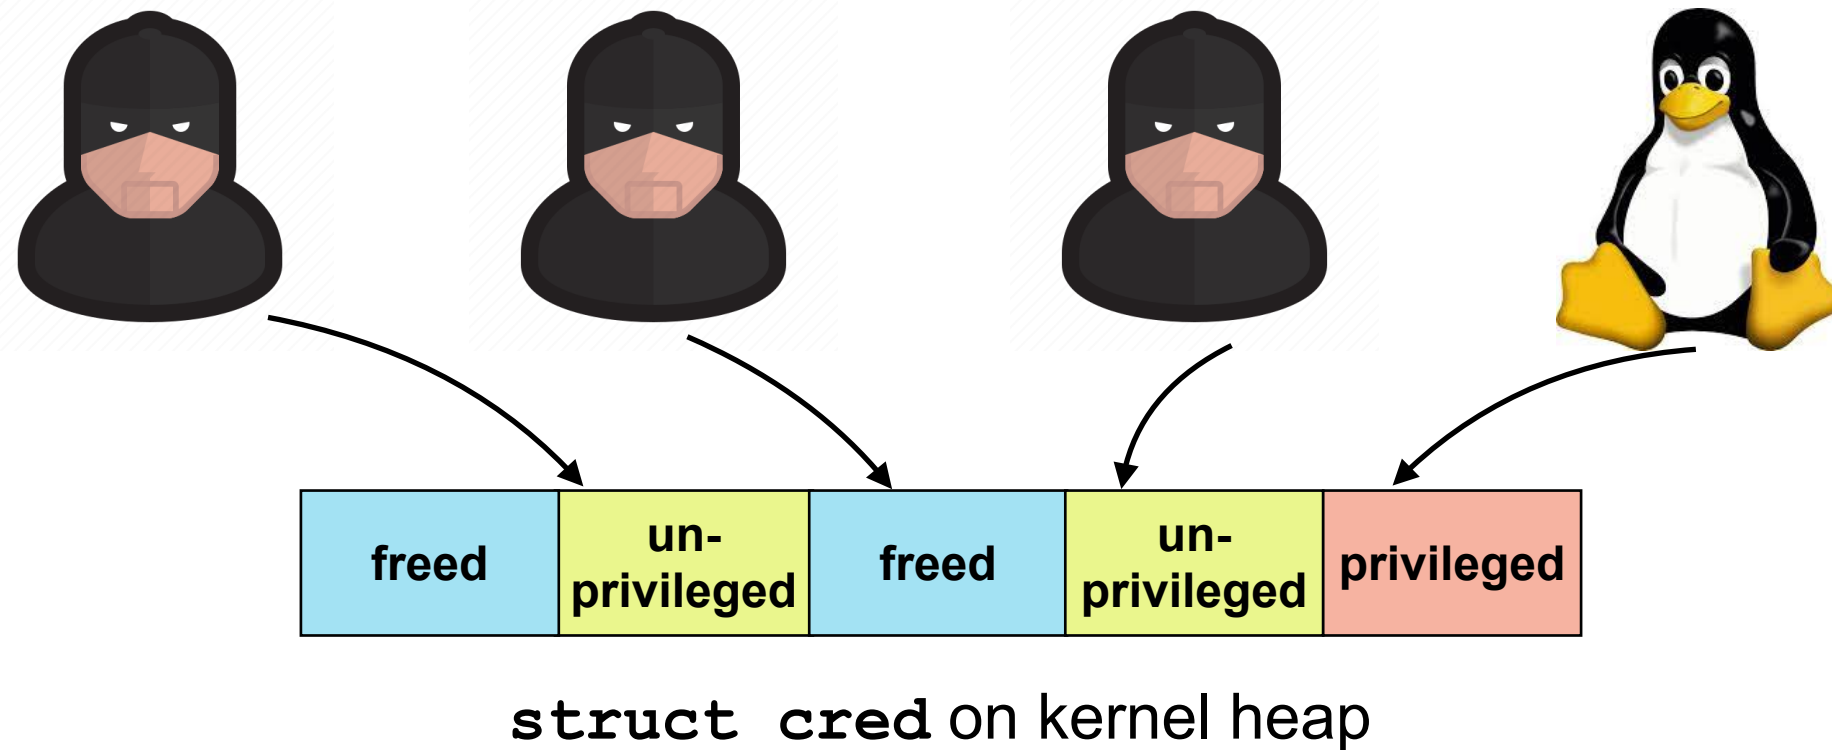 freed
un-
privileged
freed
un-
privileged
privileged
struct cred on kernel heap